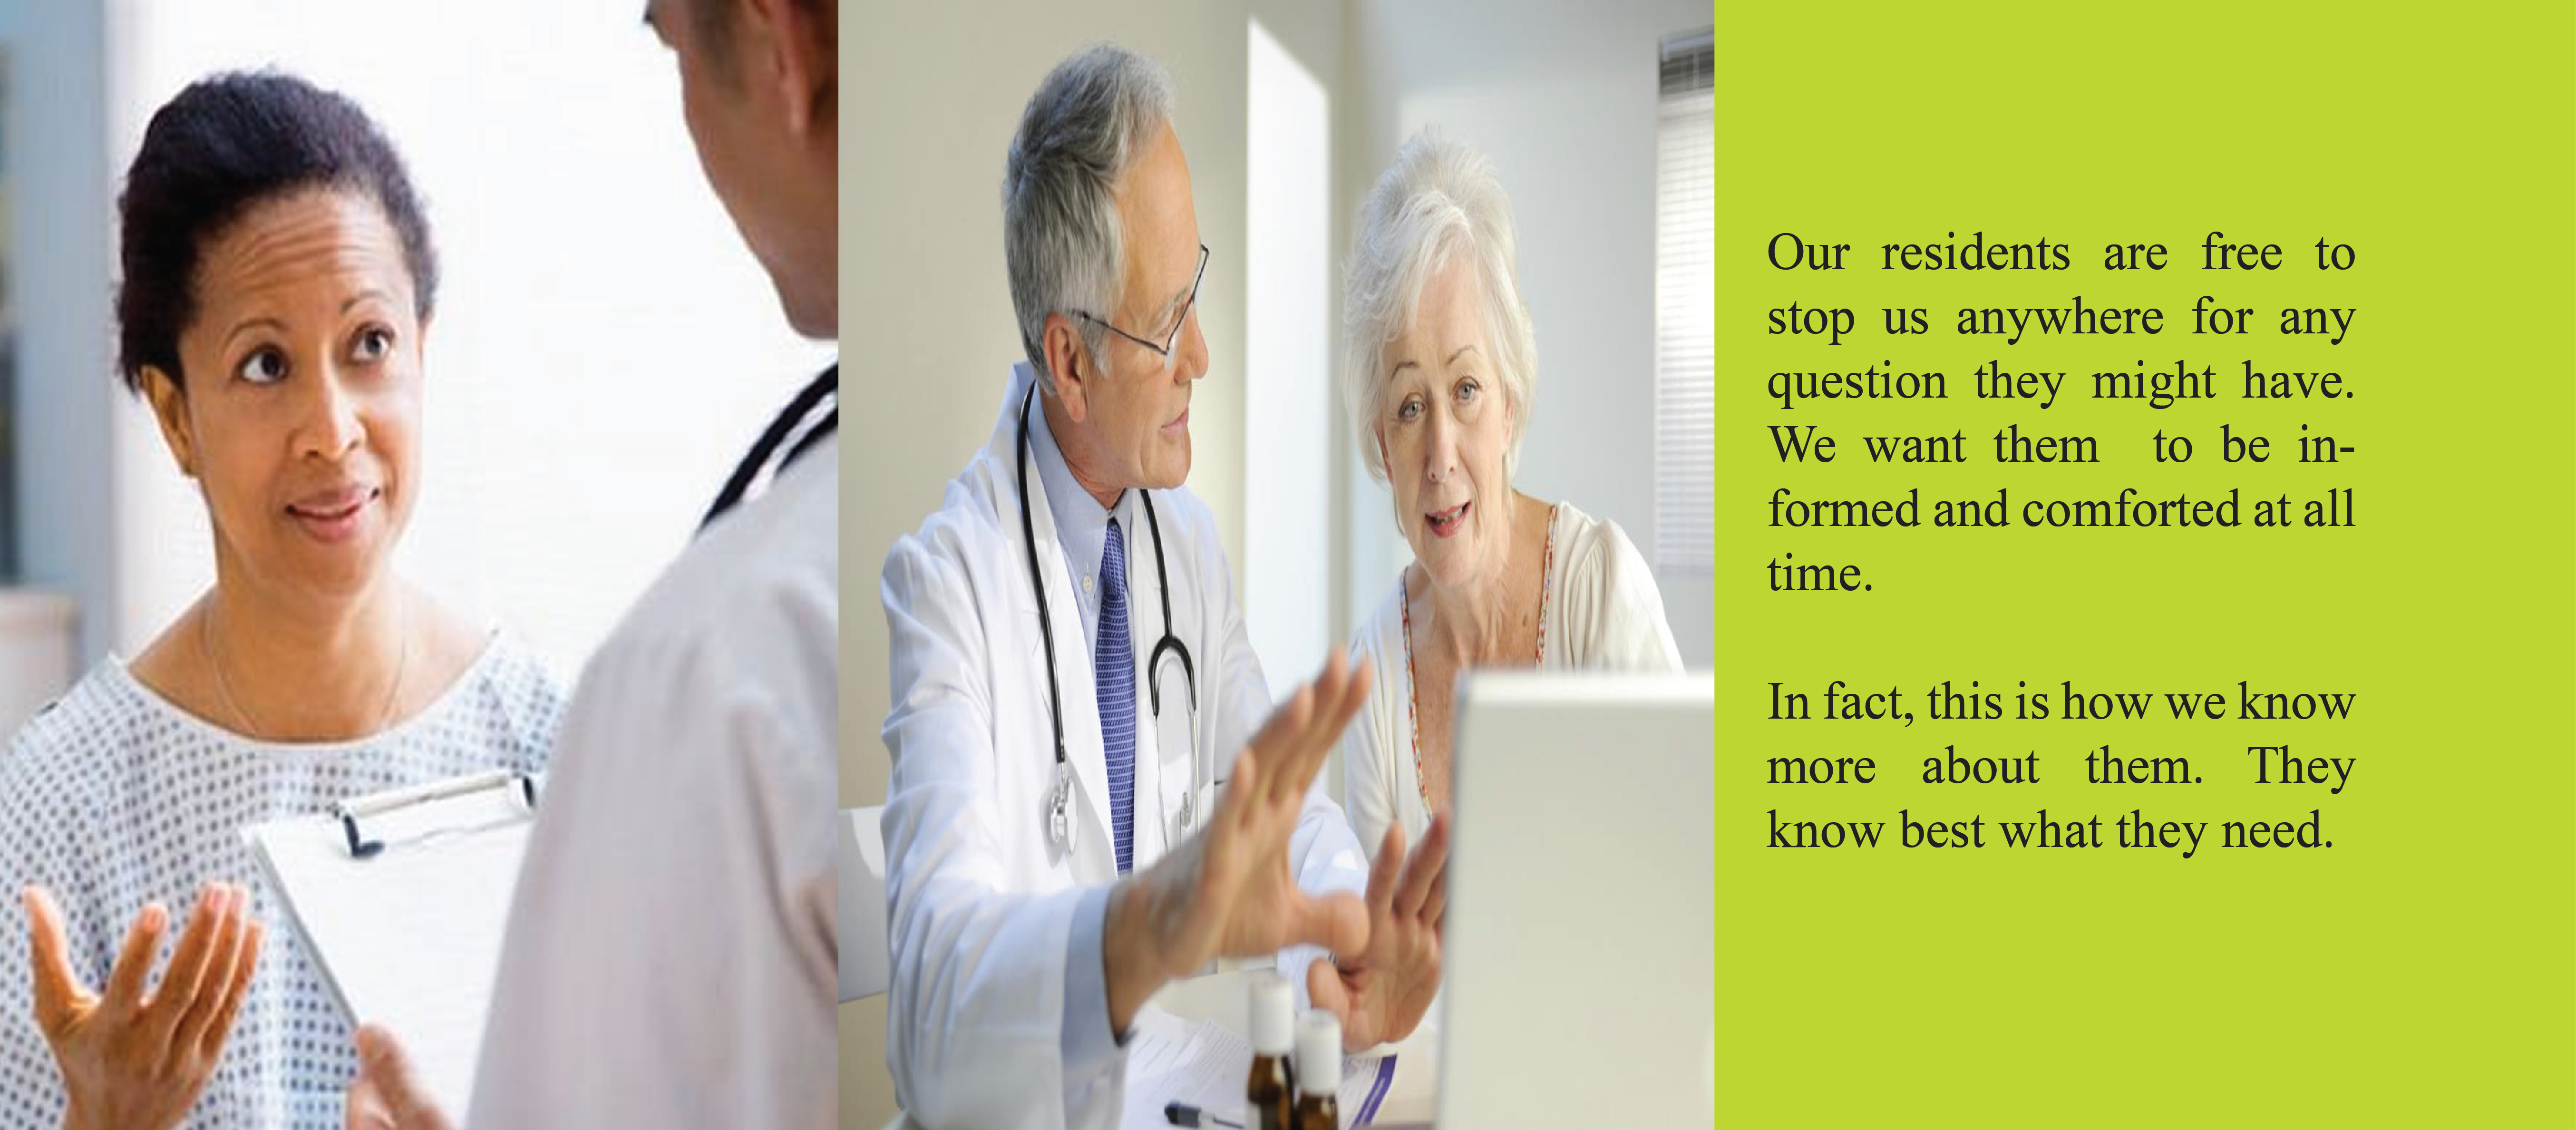 Our residents are free to
stop us anywhere for any
question they might have.
We want them  to be in-
formed and comforted at all
time.
In fact, this is how we know
more about them. They
know best what they need.